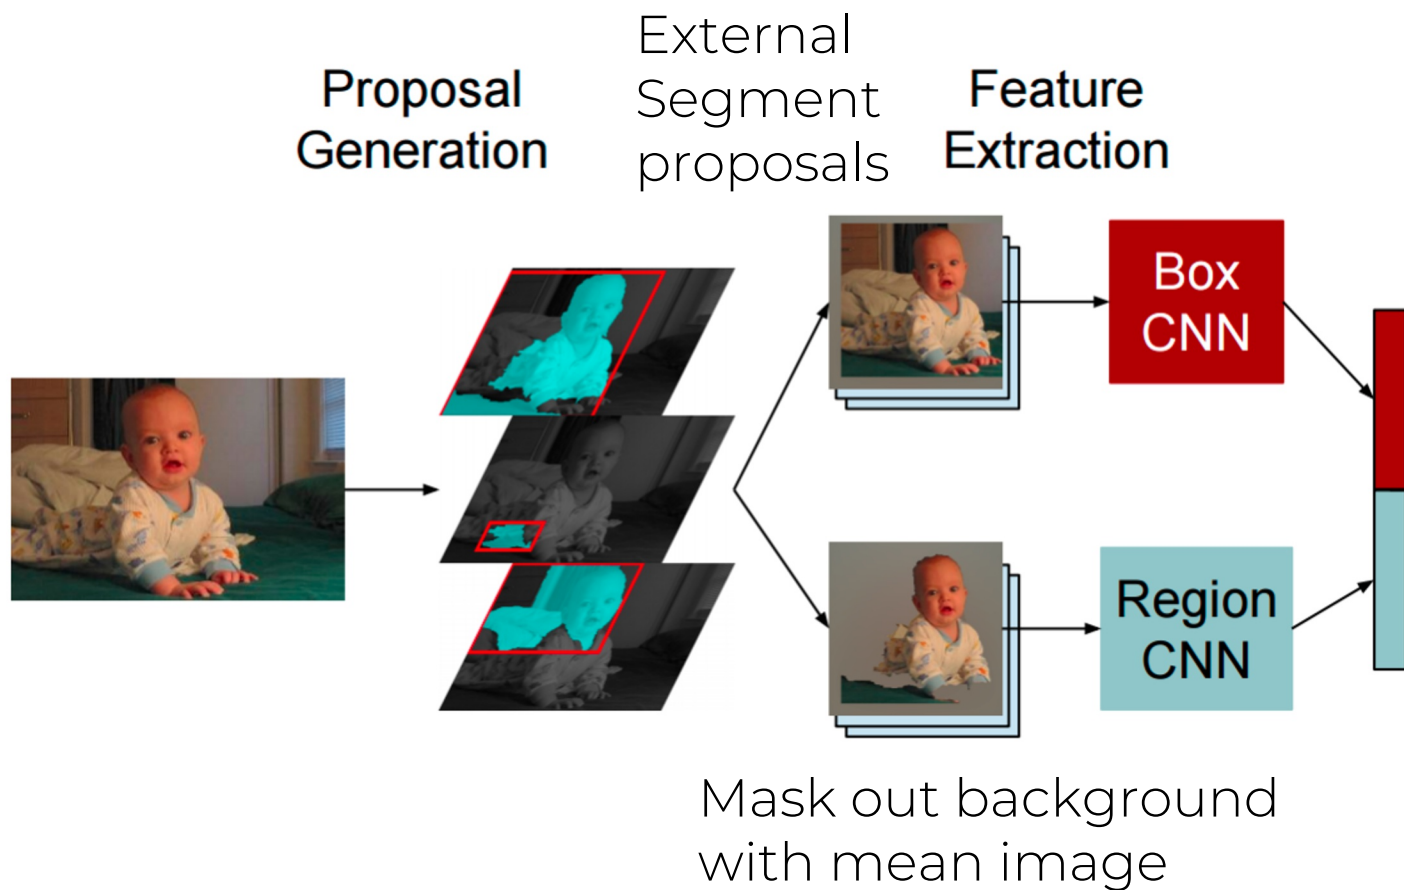 Proposal
Generation
External
Segment
proposals
Feature
Extraction
Box
CNN
Region
CNN
Mask out background
with mean image